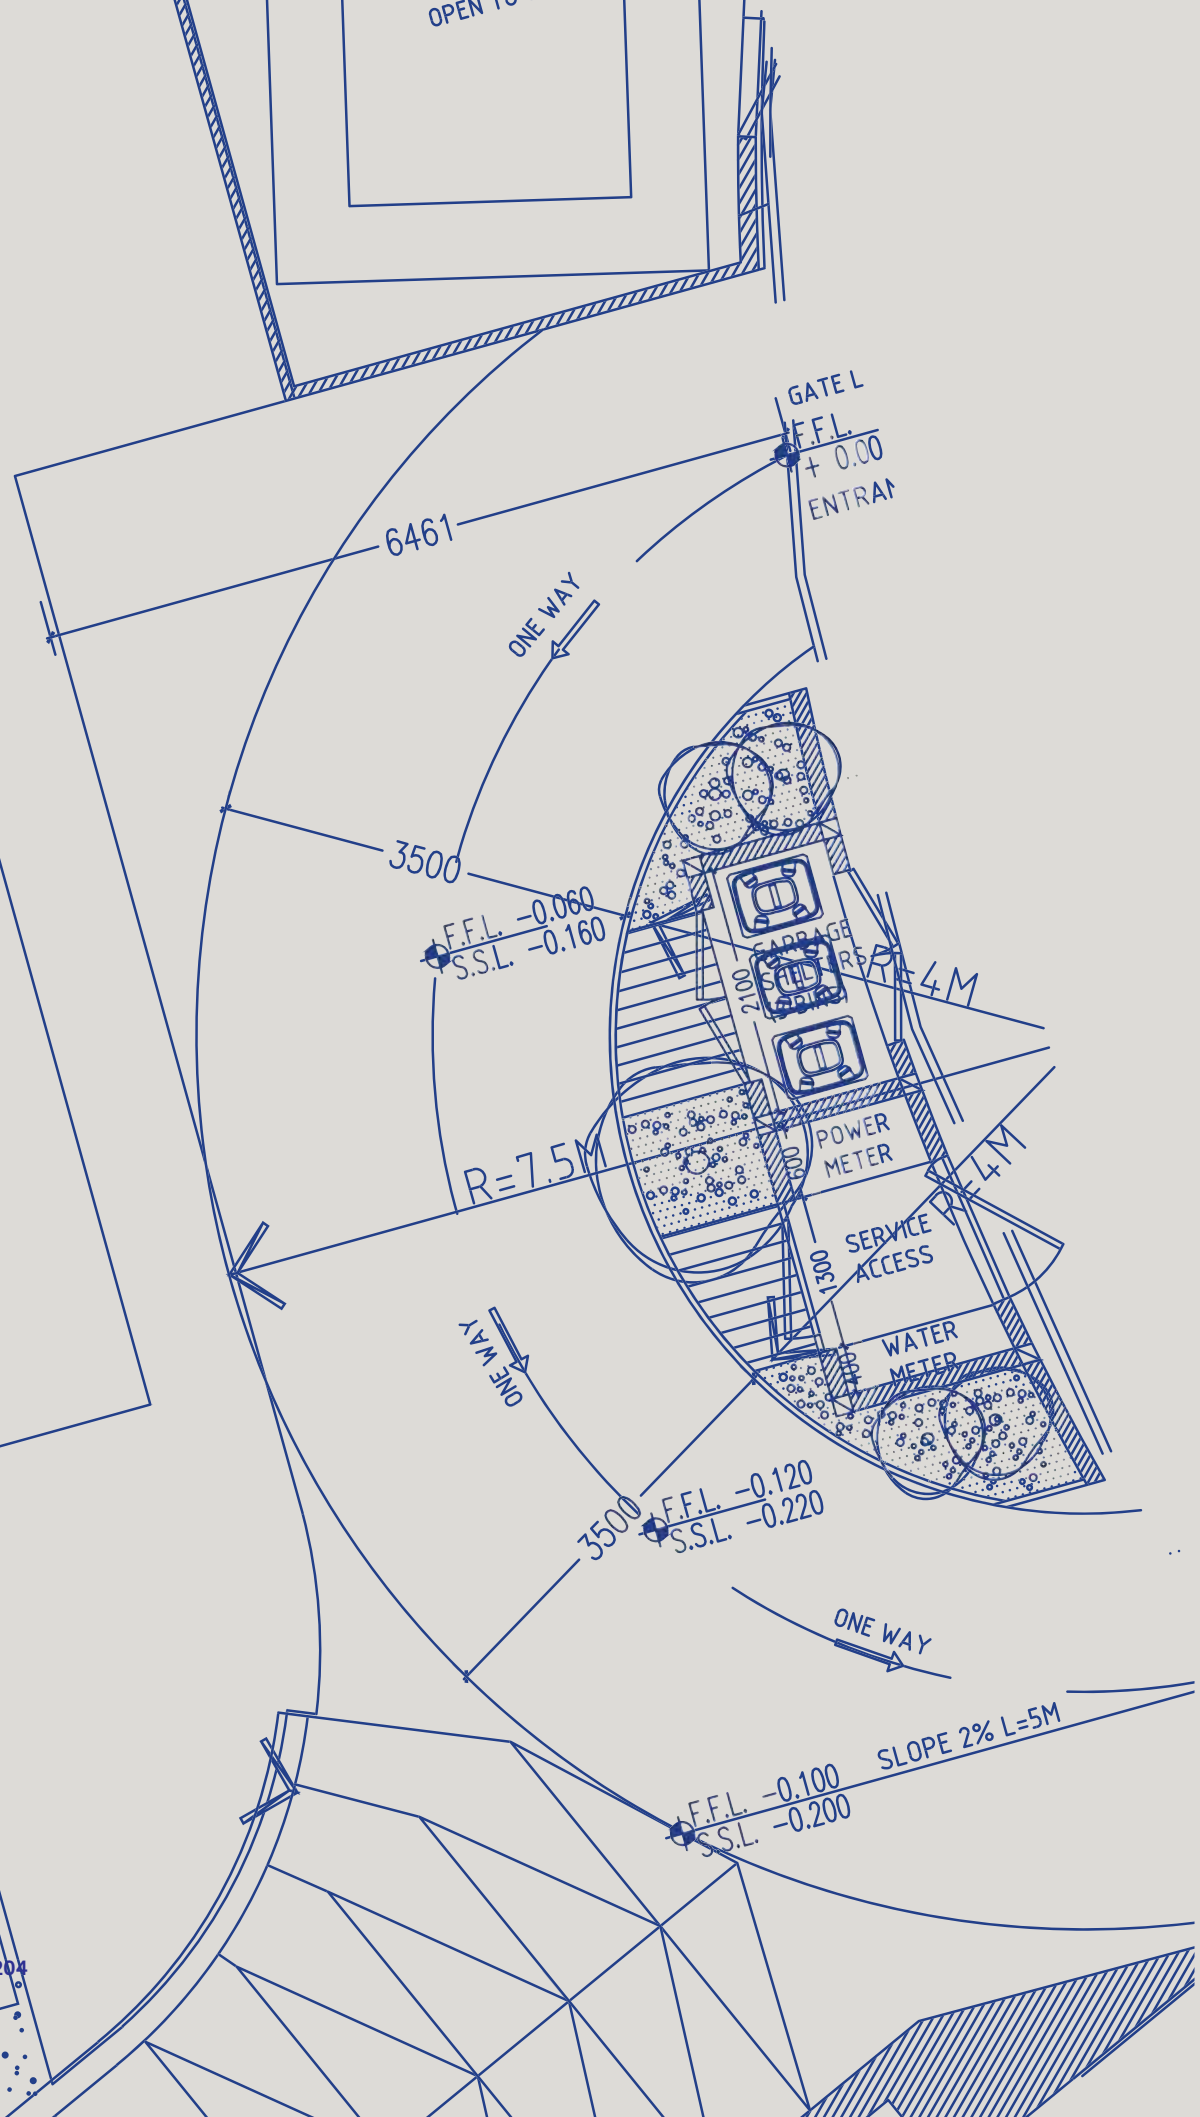 OPEN TO
GATE L
F.F.L.
+ 0.00
6461
ONE WAY
3500
F.F.L. -0.060
S.S.L. -0.160
GARBAGE
SHELTERS
2100
R=4M
POWER
METER
R=7.5M
R=4M
SERVICE
ACCESS
1300
WATER
METER
ONE WAY
F.F.L. -0.120
S.S.L. -0.220
3500
ONE WAY
SLOPE 2% L=5M
F.F.L. -0.100
S.S.L. -0.200
204